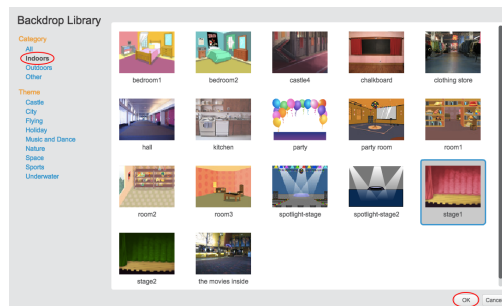 Backdrop Library
Category
All
Indoors
Outdoors
Other
Theme
Castle
City
Flying
Holiday
Music and Dance
Nature
Space
Sports
Underwater
bedroom1 bedroom2 castle4 chalkboard clothing store
hall kitchen party party room room1
room2 room3 spotlight-stage spotlight-stage2 stage1
stage2 the movies inside
OK Cancel